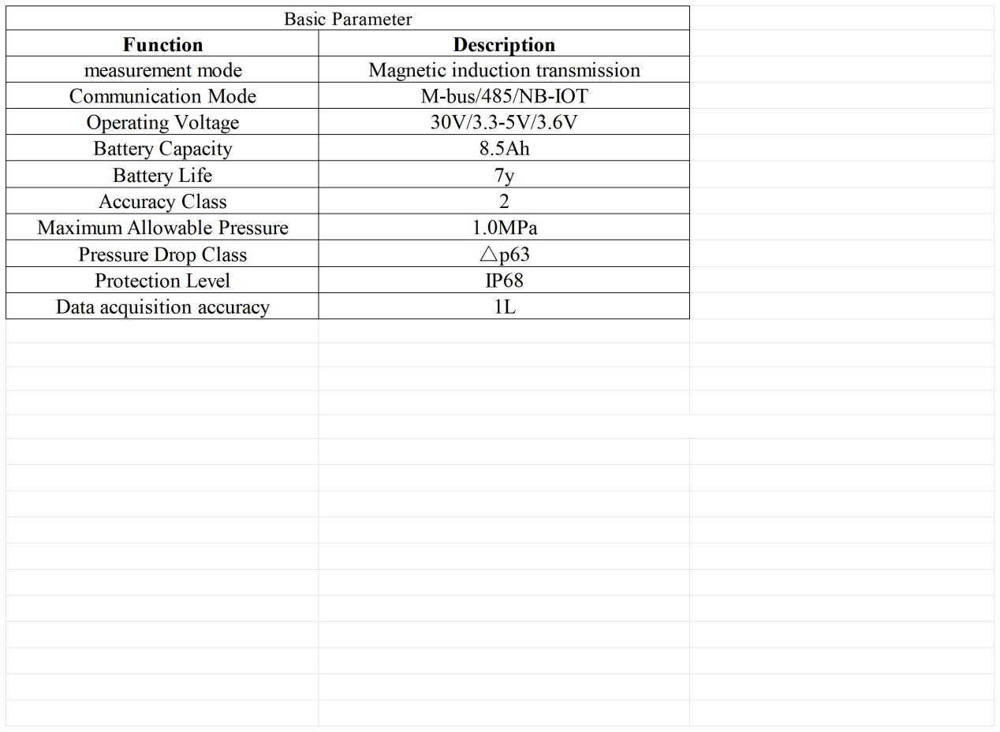 Basic Parameter
Function Description
measurement mode Magnetic induction transmission
Communication Mode M-bus/485/NB-IOT
Operating Voltage 30V/3.3-5V/3.6V
Battery Capacity 8.5Ah
Battery Life 7y
Accuracy Class 2
Maximum Allowable Pressure 1.0MPa
Pressure Drop Class △p63
Protection Level IP68
Data acquisition accuracy 1L